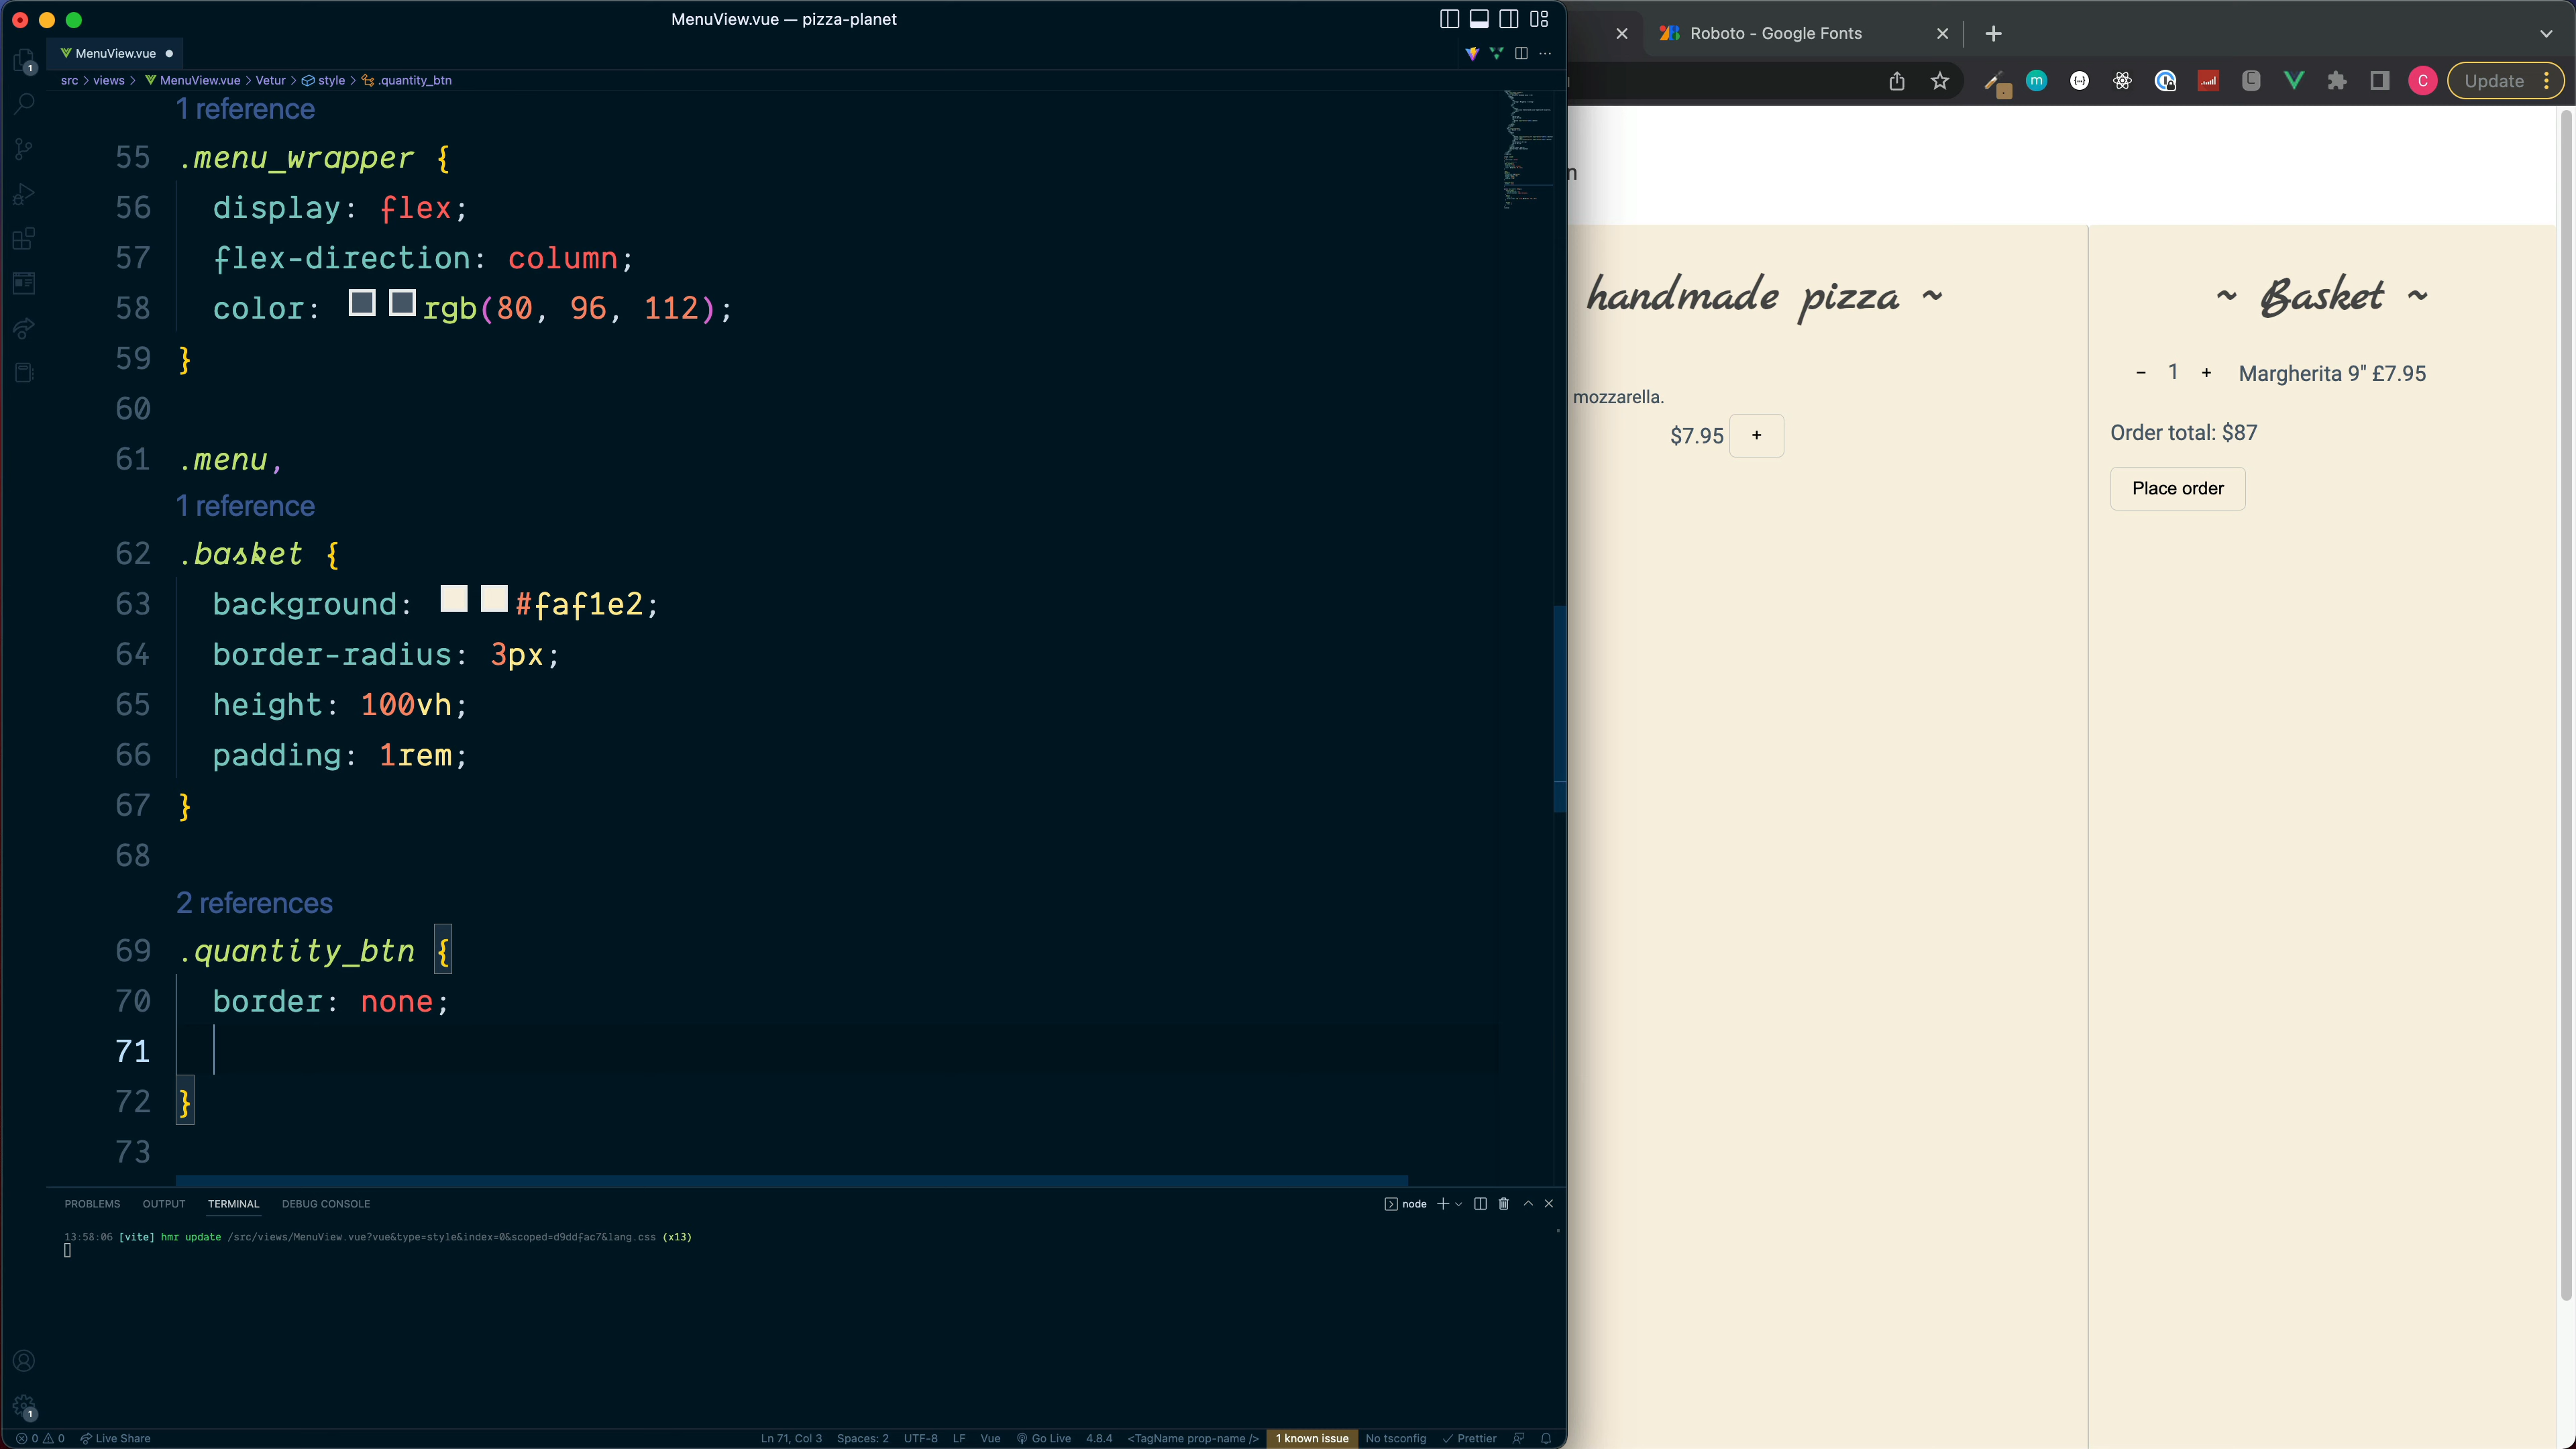 MenuView.vue — pizza-planet
MenuView.vue
src > views > MenuView.vue > Vetur > style > .quantity_btn
1 reference
55 .menu_wrapper {
56 display: flex;
57 flex-direction: column;
58 color: rgb(80, 96, 112);
59 }
60
61 .menu,
1 reference
62 .basket {
63 background: #faf1e2;
64 border-radius: 3px;
65 height: 100vh;
66 padding: 1rem;
67 }
68
2 references
69 .quantity_btn {
70 border: none;
71
72 }
73
PROBLEMS OUTPUT TERMINAL DEBUG CONSOLE
node
13:58:06 [vite] hmr update /src/views/MenuView.vue?vue&type=style&index=0&scoped=d9ddfac7&lang.css (x13)
1
1
0 0 Live Share
Ln 71, Col 3 Spaces: 2 UTF-8 LF Vue Go Live 4.8.4 <TagName prop-name /> 1 known issue No tsconfig Prettier
Roboto - Google Fonts
m
C
Update
n
handmade pizza ~
mozzarella.
$7.95 +
~ Basket ~
- 1 + Margherita 9" £7.95
Order total: $87
Place order